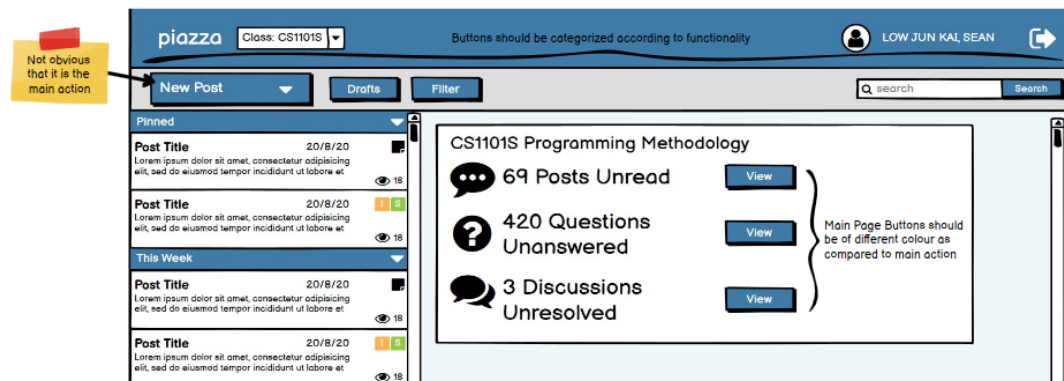 piazza
Class: CS1101S
Buttons should be categorized according to functionality
LOW JUN KAI, SEAN
Not obvious
that it is the
main action
New Post
Drafts
Filter
search
Search
Pinned
Post Title 20/8/20
Lorem ipsum dolor sit amet, consectetur adipisicing
elit, sed do eiusmod tempor incididunt ut labore et
18
Post Title 20/8/20
I S
Lorem ipsum dolor sit amet, consectetur adipisicing
elit, sed do eiusmod tempor incididunt ut labore et
18
This Week
Post Title 20/8/20
Lorem ipsum dolor sit amet, consectetur adipisicing
elit, sed do eiusmod tempor incididunt ut labore et
18
Post Title 20/8/20
I S
Lorem ipsum dolor sit amet, consectetur adipisicing
elit, sed do eiusmod tempor incididunt ut labore et
18
CS1101S Programming Methodology
69 Posts Unread
View
420 Questions
Unanswered
View
3 Discussions
Unresolved
View
Main Page Buttons should
be of different colour as
compared to main action